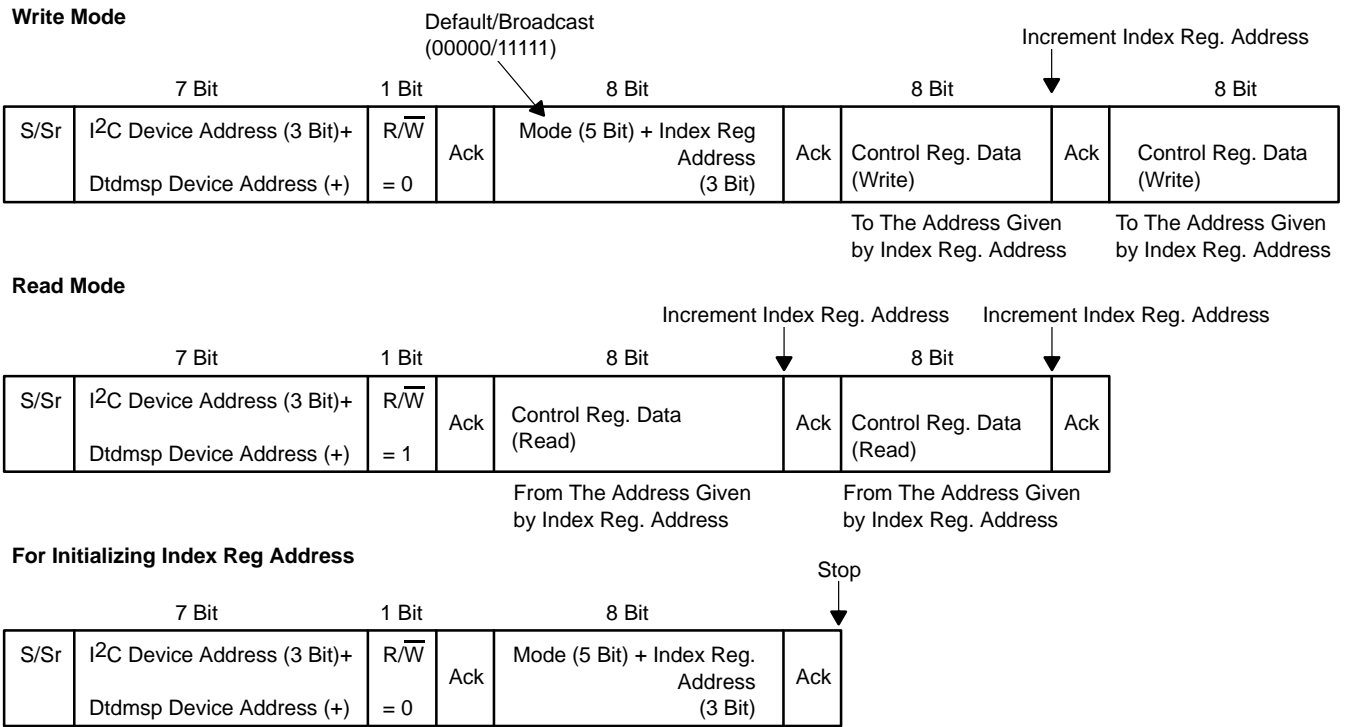 Write Mode
Default/Broadcast
(00000/11111)
Increment Index Reg. Address
7 Bit 1 Bit 8 Bit 8 Bit 8 Bit
S/Sr
I2C Device Address (3 Bit)+
Dtdmsp Device Address (+)
R/W
= 0
Ack
Mode (5 Bit) + Index Reg
Address
(3 Bit)
Ack
Control Reg. Data
(Write)
Ack
Control Reg. Data
(Write)
To The Address Given
by Index Reg. Address
To The Address Given
by Index Reg. Address
Read Mode
Increment Index Reg. Address Increment Index Reg. Address
7 Bit 1 Bit 8 Bit 8 Bit
S/Sr
I2C Device Address (3 Bit)+
Dtdmsp Device Address (+)
R/W
= 1
Ack
Control Reg. Data
(Read)
Ack
Control Reg. Data
(Read)
Ack
From The Address Given
by Index Reg. Address
From The Address Given
by Index Reg. Address
For Initializing Index Reg Address
Stop
7 Bit 1 Bit 8 Bit
S/Sr
I2C Device Address (3 Bit)+
Dtdmsp Device Address (+)
R/W
= 0
Ack
Mode (5 Bit) + Index Reg.
Address
(3 Bit)
Ack